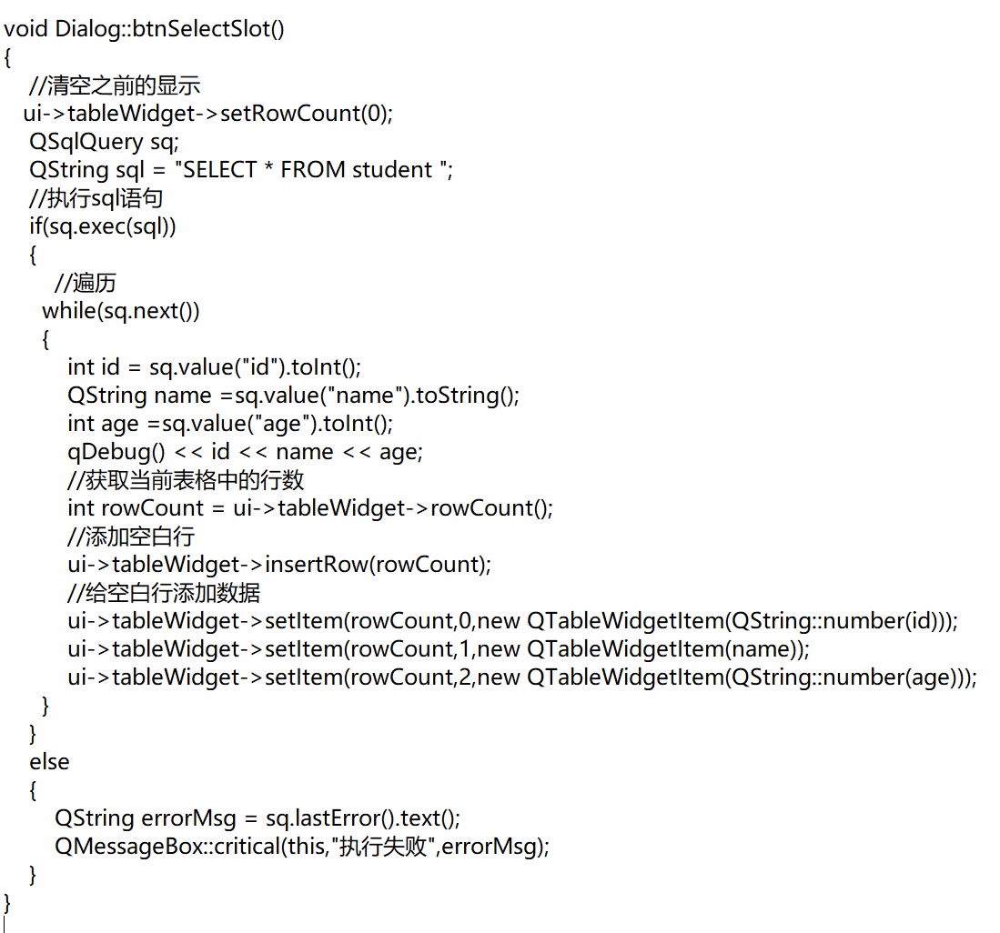 void Dialog::btnSelectSlot()
{
//清空之前的显示
ui->tableWidget->setRowCount(0);
QSqlQuery sq;
QString sql = "SELECT * FROM student ";
//执行sql语句
if(sq.exec(sql))
{
//遍历
while(sq.next())
{
int id = sq.value("id").toInt();
QString name =sq.value("name").toString();
int age =sq.value("age").toInt();
qDebug() << id << name << age;
//获取当前表格中的行数
int rowCount = ui->tableWidget->rowCount();
//添加空白行
ui->tableWidget->insertRow(rowCount);
//给空白行添加数据
ui->tableWidget->setItem(rowCount,0,new QTableWidgetItem(QString::number(id)));
ui->tableWidget->setItem(rowCount,1,new QTableWidgetItem(name));
ui->tableWidget->setItem(rowCount,2,new QTableWidgetItem(QString::number(age)));
}
}
else
{
QString errorMsg = sq.lastError().text();
QMessageBox::critical(this,"执行失败",errorMsg);
}
}